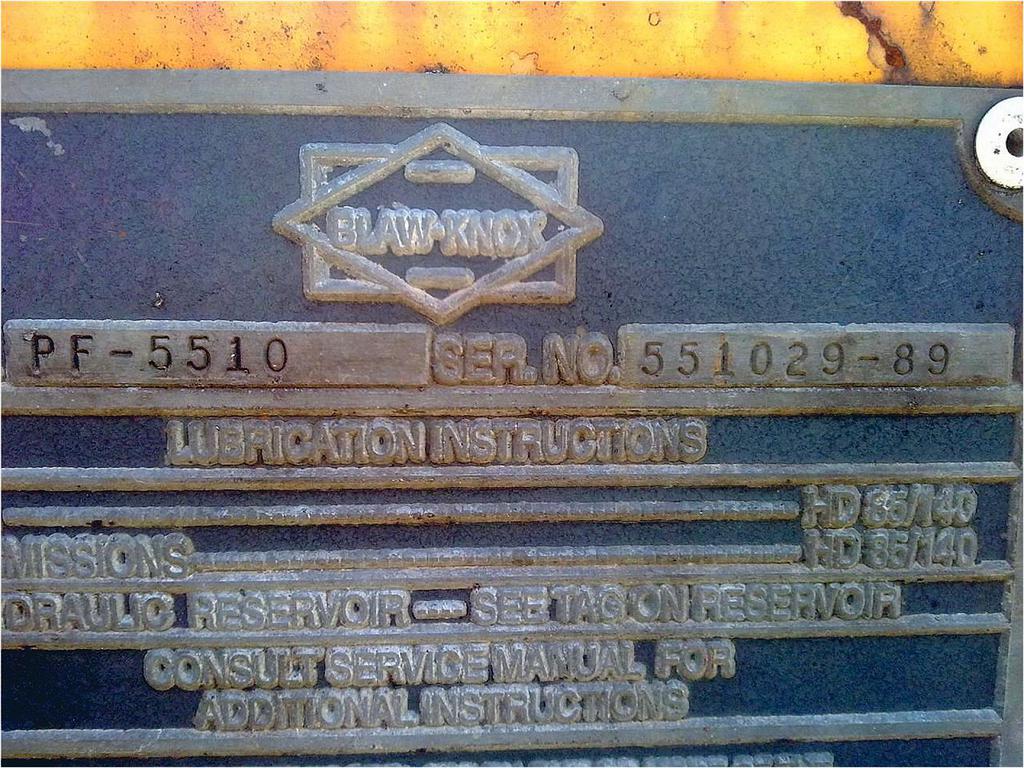 BLAW-KNOX
PF-5510 SER. NO. 551029-89
LUBRICATION INSTRUCTIONS
HD 85/140
MISSIONS HD 85/140
DRAULIC RESERVOIR — SEE TAG ON RESERVOIR
CONSULT SERVICE MANUAL FOR
ADDITIONAL INSTRUCTIONS